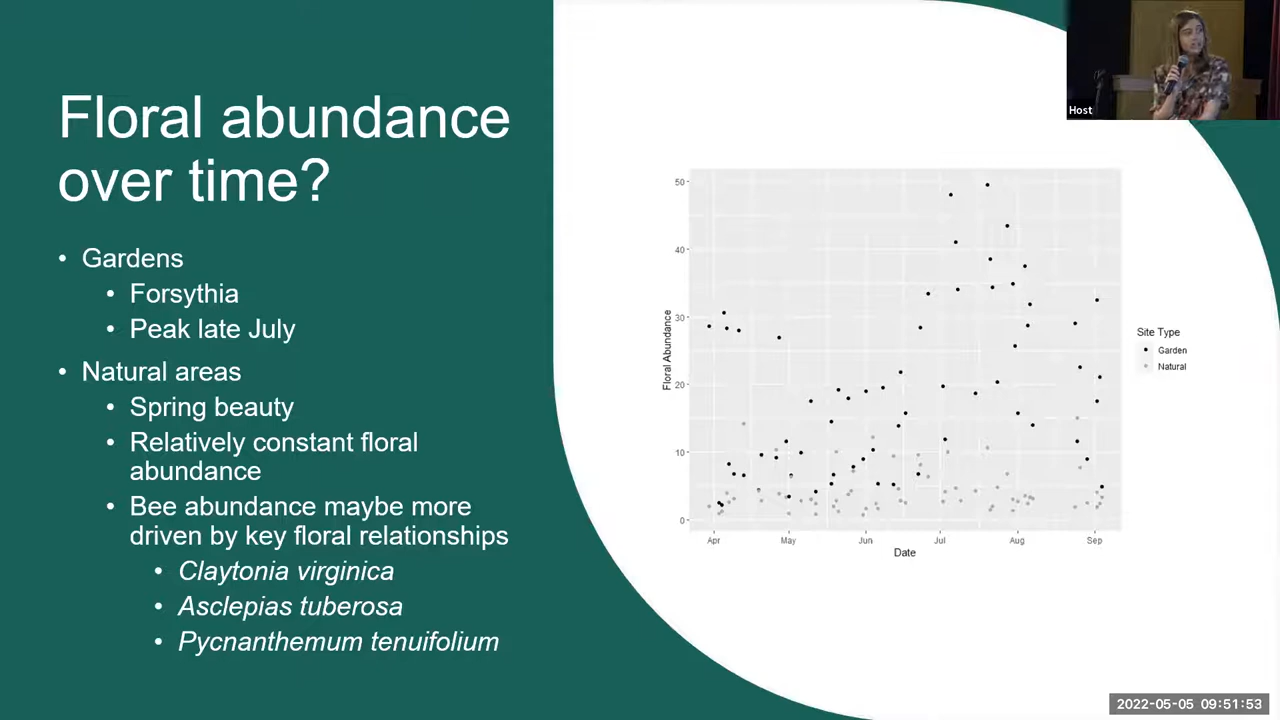 Floral abundance
over time?
• Gardens
• Forsythia
• Peak late July
• Natural areas
• Spring beauty
• Relatively constant floral
abundance
• Bee abundance maybe more
driven by key floral relationships
• Claytonia virginica
• Asclepias tuberosa
• Pycnanthemum tenuifolium
Host
50
40
30
20
10
0
Floral Abundance
Apr May Jun Jul Aug Sep
Date
Site Type
Garden
Natural
2022-05-05 09:51:53